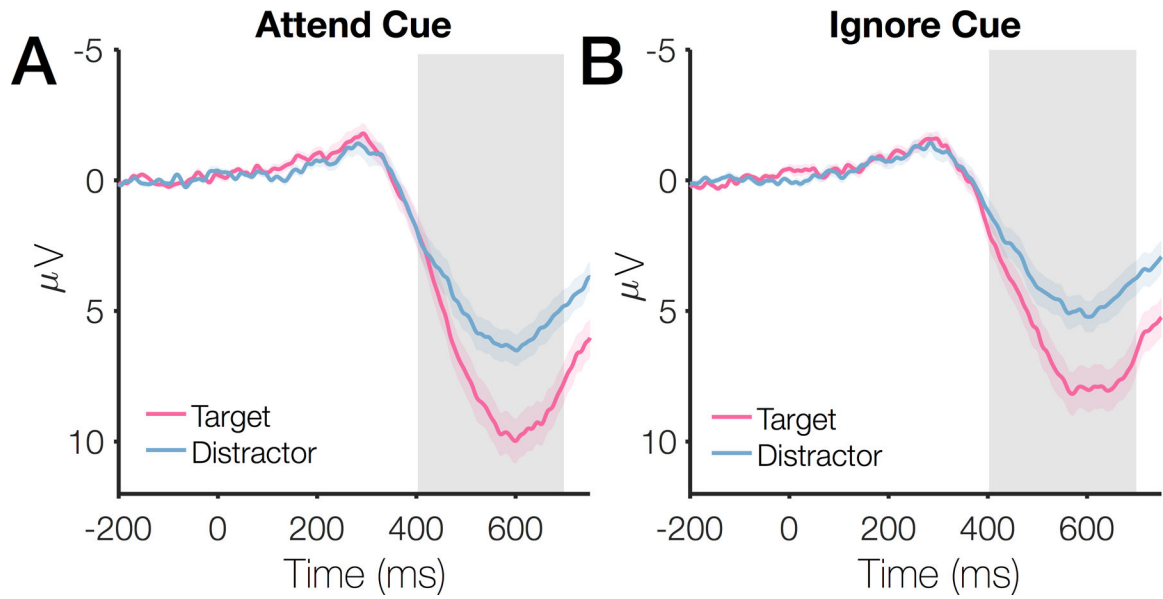 A
Attend Cue
-5
0
5
10
μV
Target
Distractor
-200
0
200
400
600
Time (ms)
B
Ignore Cue
-5
0
5
10
μV
Target
Distractor
-200
0
200
400
600
Time (ms)